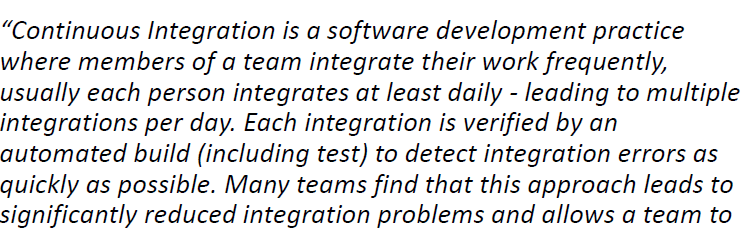 “Continuous Integration is a software development practice
where members of a team integrate their work frequently,
usually each person integrates at least daily - leading to multiple
integrations per day. Each integration is verified by an
automated build (including test) to detect integration errors as
quickly as possible. Many teams find that this approach leads to
significantly reduced integration problems and allows a team to